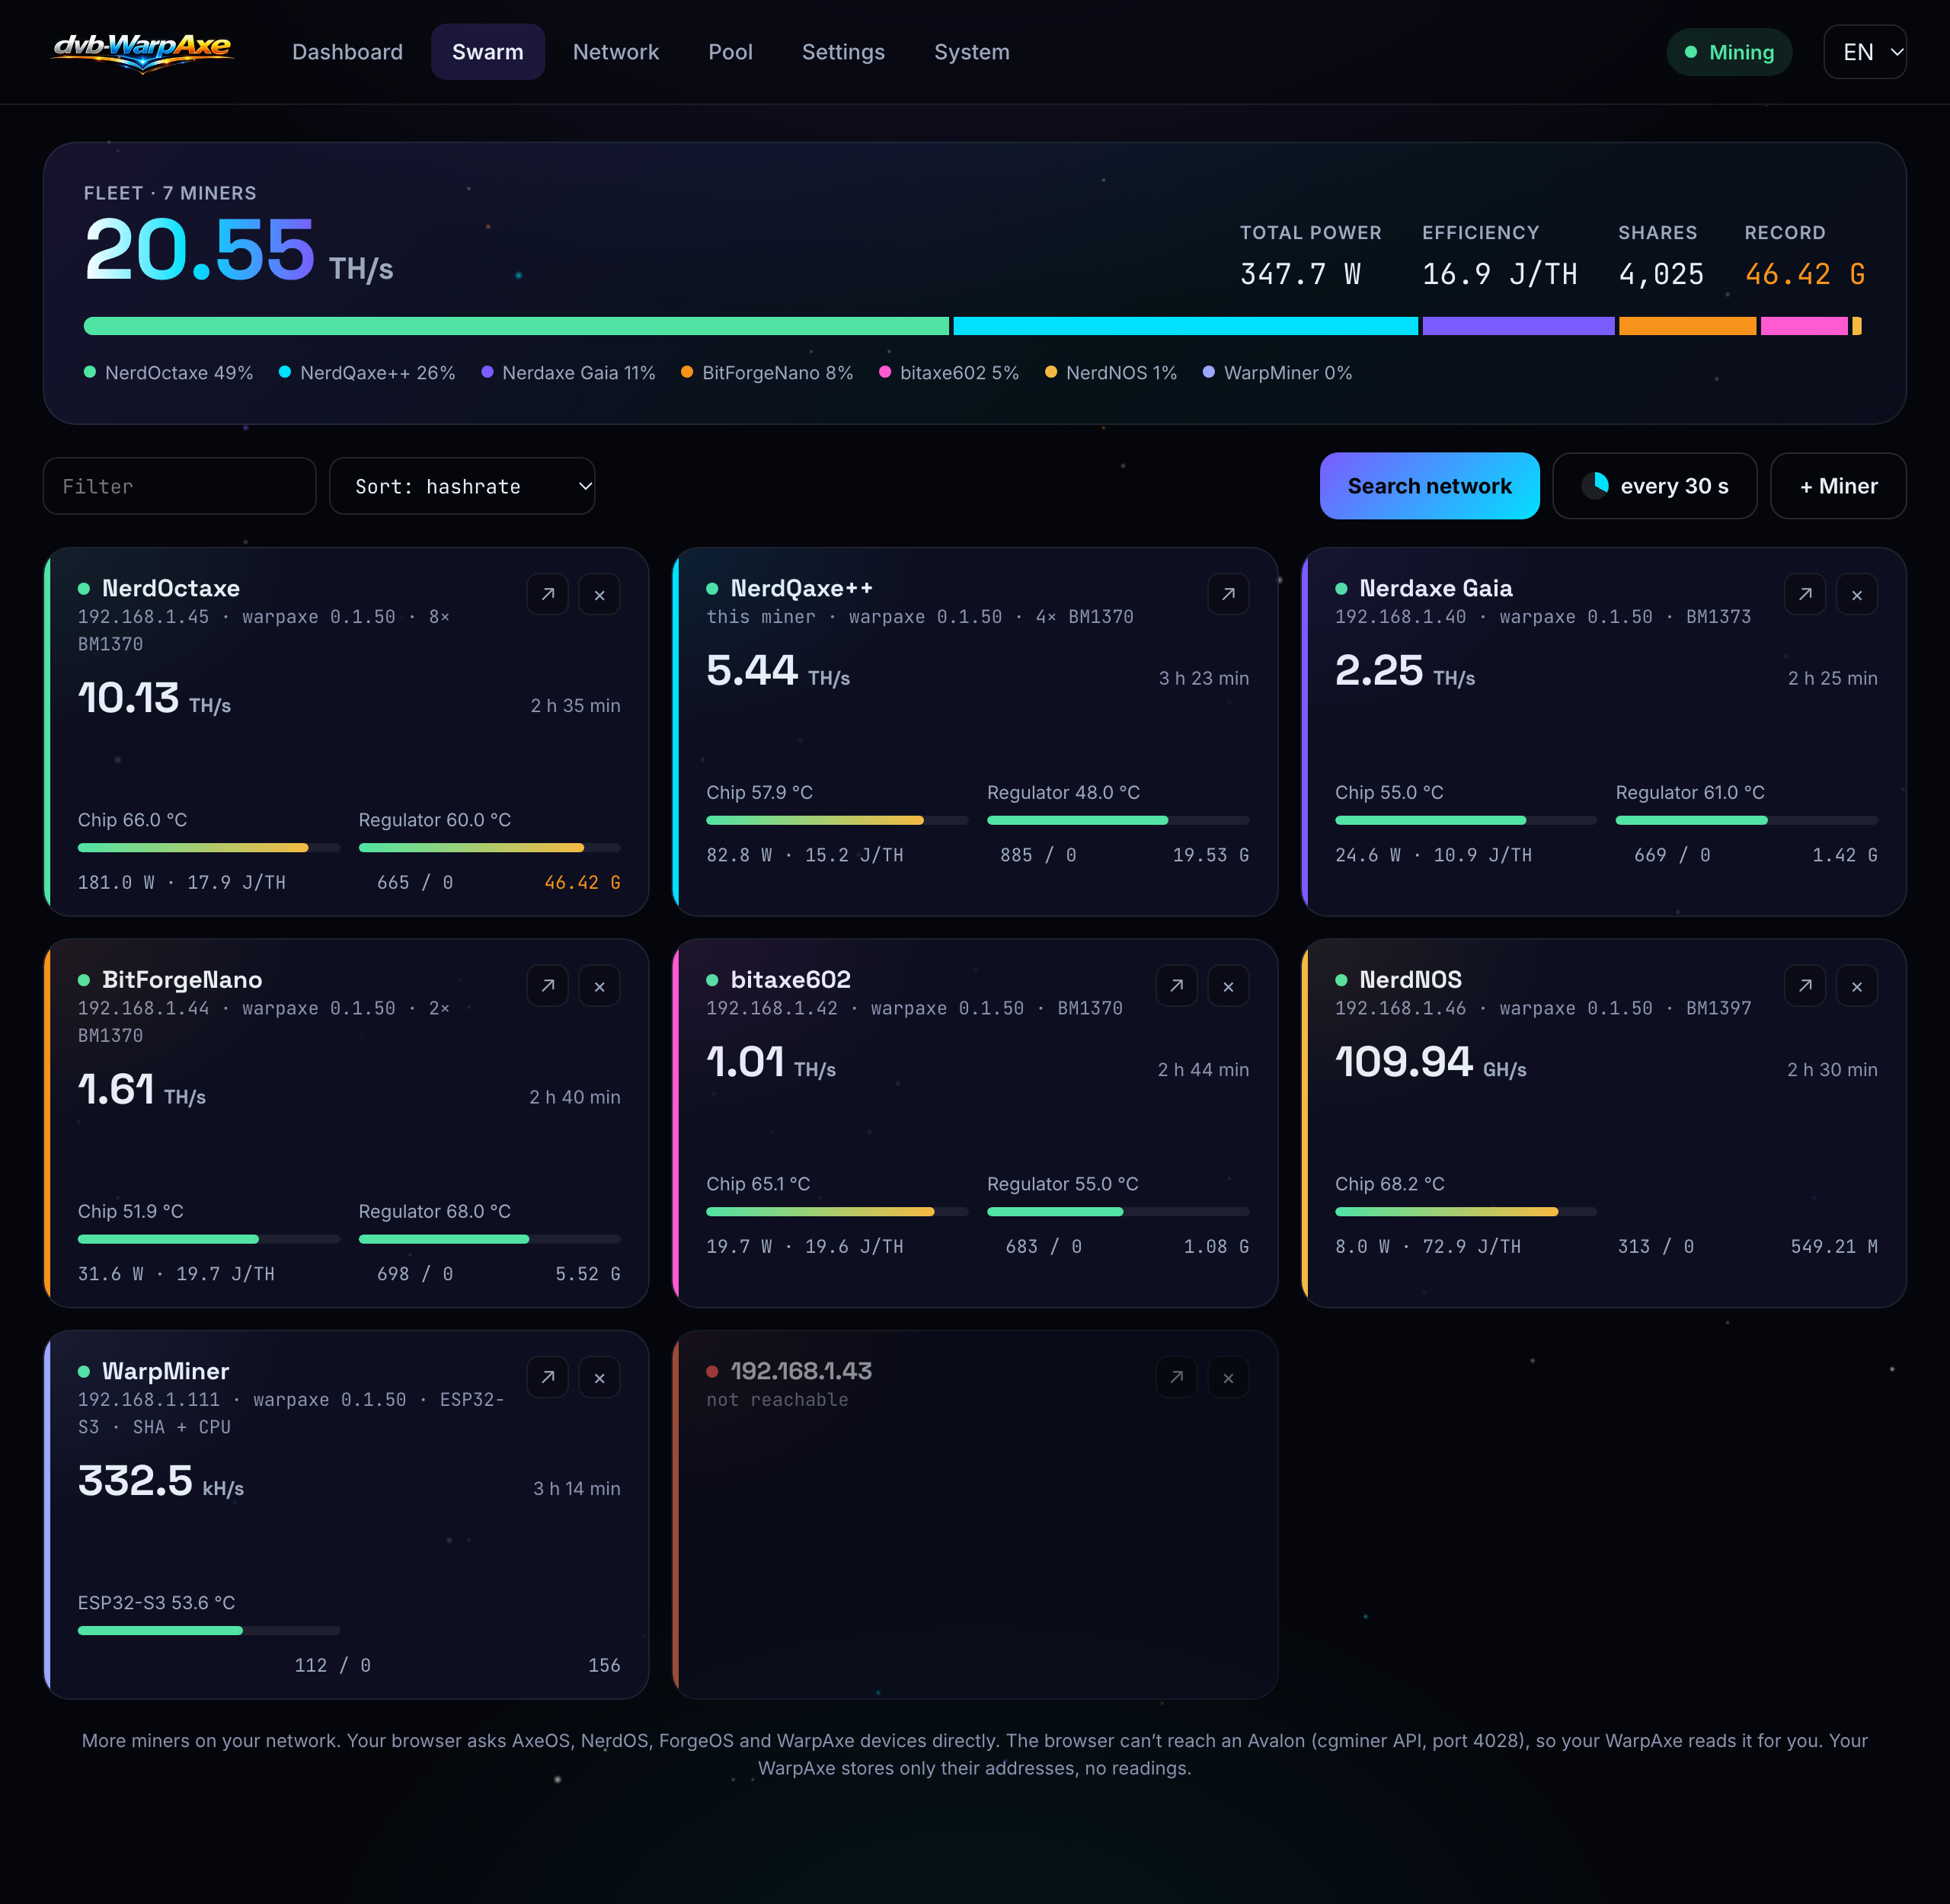 dvb-WarpAxe
Dashboard
Swarm
Network
Pool
Settings
System
Mining
EN
FLEET · 7 MINERS
20.55 TH/s
TOTAL POWER
347.7 W
EFFICIENCY
16.9 J/TH
SHARES
4,025
RECORD
46.42 G
NerdOctaxe 49%
NerdQaxe++ 26%
Nerdaxe Gaia 11%
BitForgeNano 8%
bitaxe602 5%
NerdNOS 1%
WarpMiner 0%
Filter
Sort: hashrate
Search network
every 30 s
+ Miner
NerdOctaxe
192.168.1.45 · warpaxe 0.1.50 · 8×
BM1370
10.13 TH/s
2 h 35 min
Chip 66.0 °C
Regulator 60.0 °C
181.0 W · 17.9 J/TH
665 / 0
46.42 G
NerdQaxe++
this miner · warpaxe 0.1.50 · 4× BM1370
5.44 TH/s
3 h 23 min
Chip 57.9 °C
Regulator 48.0 °C
82.8 W · 15.2 J/TH
885 / 0
19.53 G
Nerdaxe Gaia
192.168.1.40 · warpaxe 0.1.50 · BM1373
2.25 TH/s
2 h 25 min
Chip 55.0 °C
Regulator 61.0 °C
24.6 W · 10.9 J/TH
669 / 0
1.42 G
BitForgeNano
192.168.1.44 · warpaxe 0.1.50 · 2×
BM1370
1.61 TH/s
2 h 40 min
Chip 51.9 °C
Regulator 68.0 °C
31.6 W · 19.7 J/TH
698 / 0
5.52 G
bitaxe602
192.168.1.42 · warpaxe 0.1.50 · BM1370
1.01 TH/s
2 h 44 min
Chip 65.1 °C
Regulator 55.0 °C
19.7 W · 19.6 J/TH
683 / 0
1.08 G
NerdNOS
192.168.1.46 · warpaxe 0.1.50 · BM1397
109.94 GH/s
2 h 30 min
Chip 68.2 °C
8.0 W · 72.9 J/TH
313 / 0
549.21 M
WarpMiner
192.168.1.111 · warpaxe 0.1.50 · ESP32-
S3 · SHA + CPU
332.5 kH/s
3 h 14 min
ESP32-S3 53.6 °C
112 / 0
156
192.168.1.43
not reachable
More miners on your network. Your browser asks AxeOS, NerdOS, ForgeOS and WarpAxe devices directly. The browser can’t reach an Avalon (cgminer API, port 4028), so your WarpAxe reads it for you. Your
WarpAxe stores only their addresses, no readings.